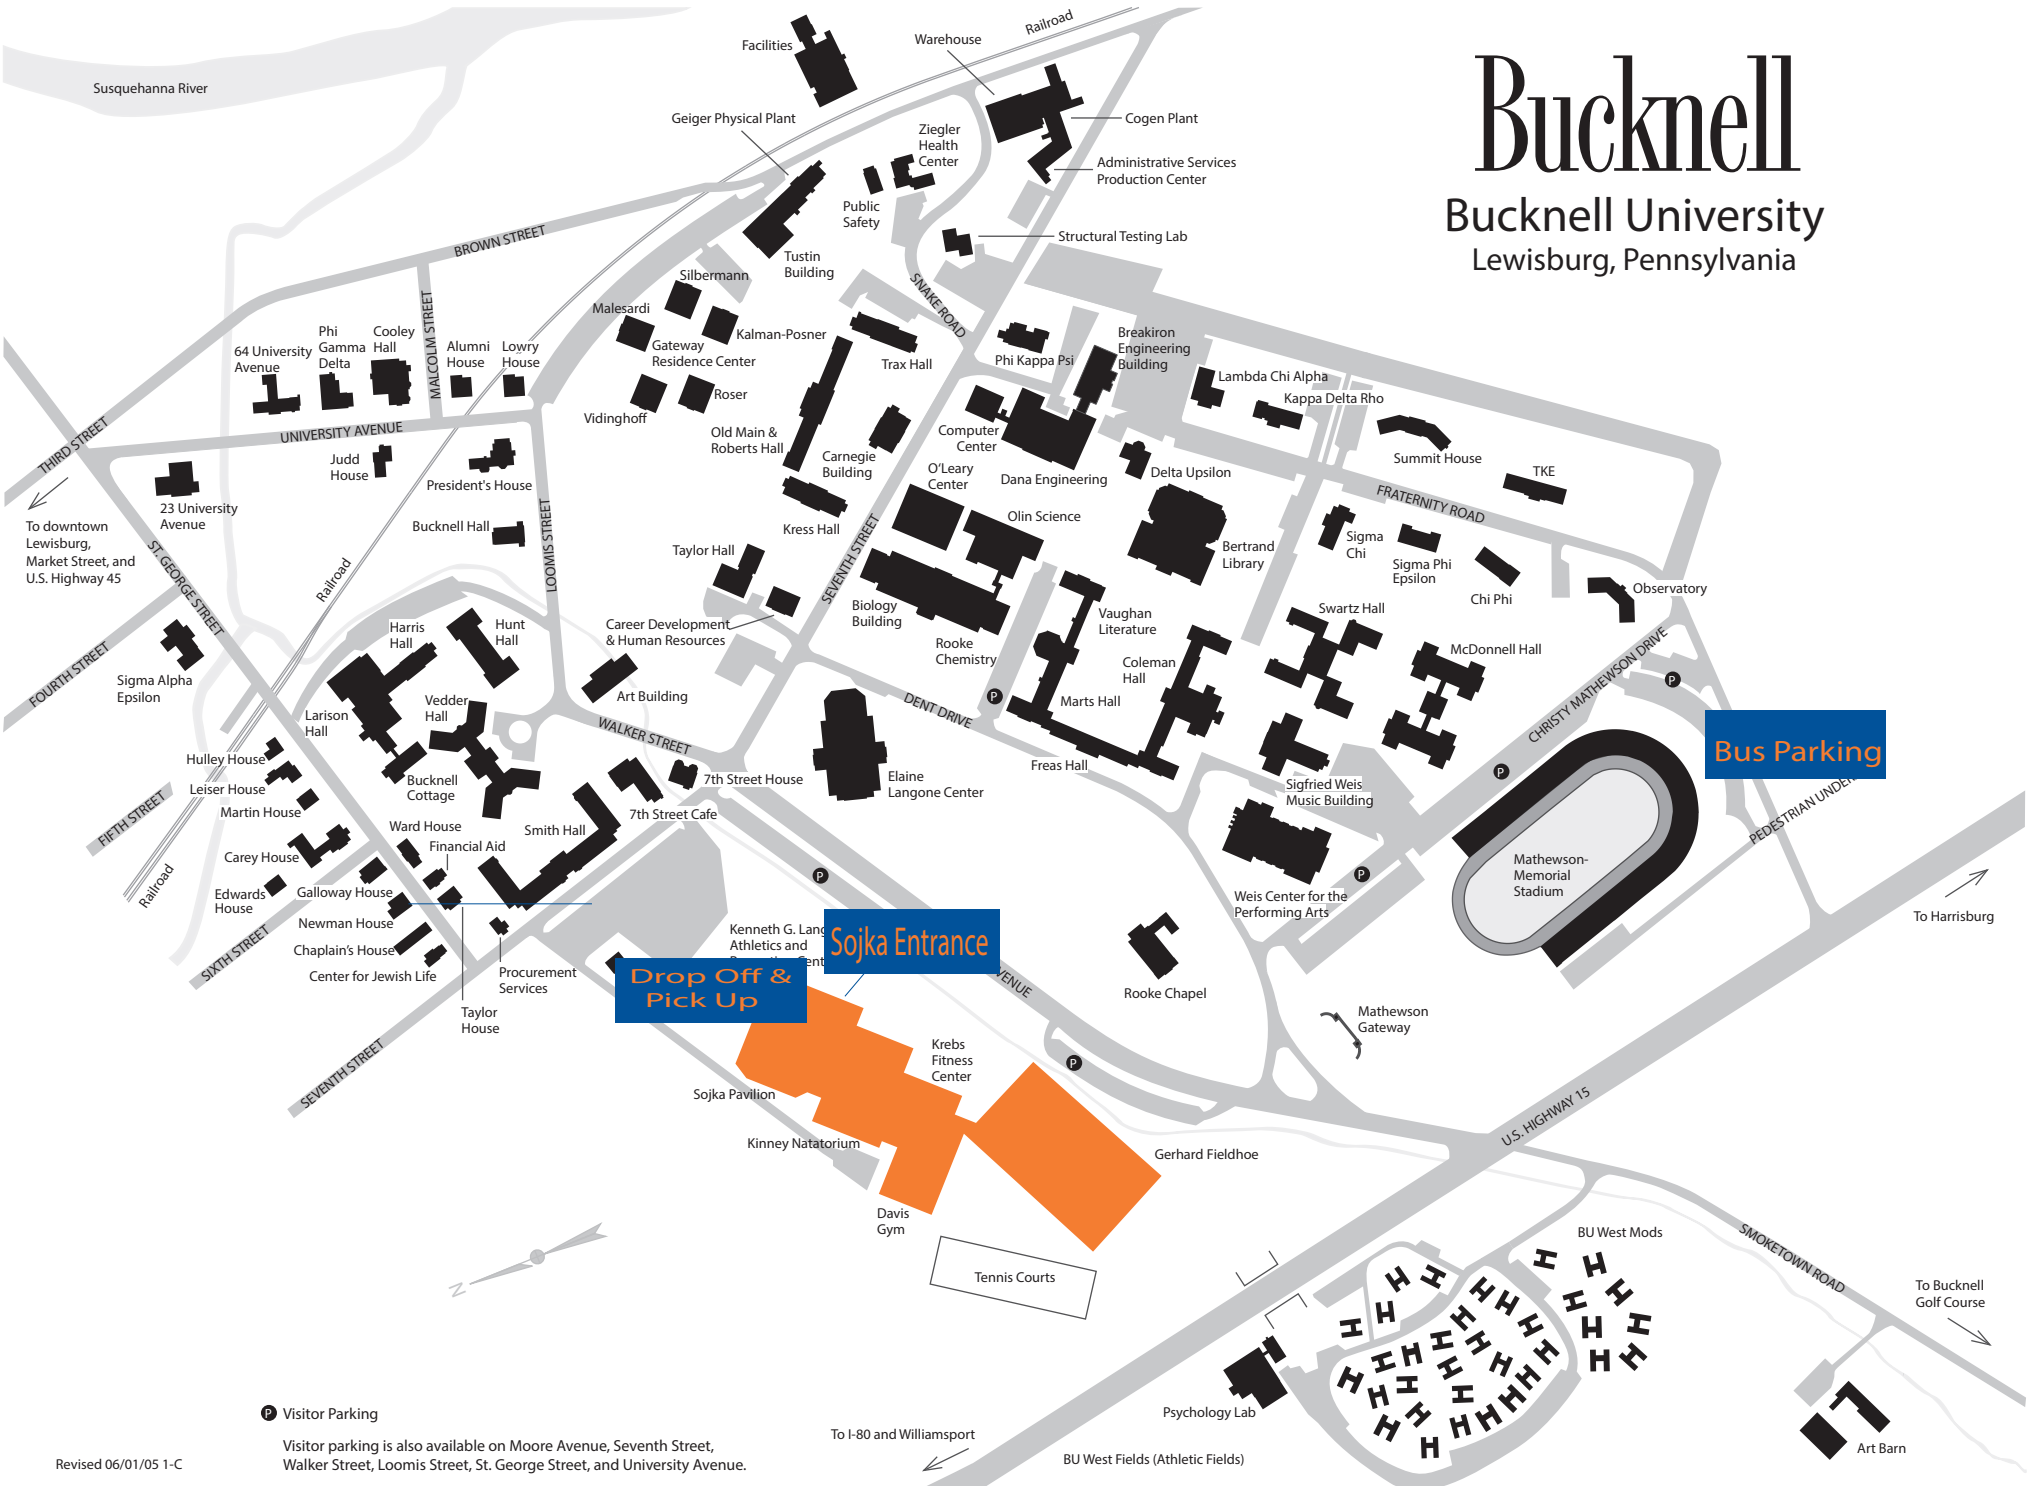 Bucknell
Bucknell University
Lewisburg, Pennsylvania
Susquehanna River
Facilities
Warehouse
Railroad
Geiger Physical Plant
Cogen Plant
Ziegler
Health
Center
Administrative Services
Production Center
Public
Safety
Structural Testing Lab
Tustin
Building
BROWN STREET
Silbermann
SNAKE ROAD
Malesardi
Kalman-Posner
Gateway
Residence Center
Trax Hall
Phi Kappa Psi
Breakiron
Engineering
Building
MALCOLM STREET
64 University
Avenue
Phi
Gamma
Delta
Cooley
Hall
Alumni
House
Lowry
House
Lambda Chi Alpha
Kappa Delta Rho
Roser
Vidinghoff
Old Main &
Roberts Hall
Carnegie
Building
Computer
Center
O'Leary
Center
Dana Engineering
Delta Upsilon
Summit House
TKE
THIRD STREET
UNIVERSITY AVENUE
Judd
House
President's House
FRATERNITY ROAD
23 University
Avenue
Bucknell Hall
LOOMIS STREET
Kress Hall
Olin Science
To downtown
Lewisburg,
Market Street, and
U.S. Highway 45
ST. GEORGE STREET
Taylor Hall
SEVENTH STREET
Bertrand
Library
Sigma
Chi
Sigma Phi
Epsilon
Chi Phi
Observatory
Railroad
Career Development
& Human Resources
Biology
Building
Rooke
Chemistry
Vaughan
Literature
Swartz Hall
McDonnell Hall
Harris
Hall
Hunt
Hall
Coleman
Hall
FOURTH STREET
Sigma Alpha
Epsilon
Art Building
Marts Hall
CHRISTY MATHEWSON DRIVE
P
Larison
Hall
Vedder
Hall
WALKER STREET
DENT DRIVE
P
Bus Parking
Hulley House
Leiser House
Martin House
Bucknell
Cottage
7th Street House
Elaine
Langone Center
Freas Hall
Sigfried Weis
Music Building
P
PEDESTRIAN UNDER
FIFTH STREET
Ward House
Financial Aid
Smith Hall
7th Street Cafe
Carey House
Edwards
House
Railroad
Galloway House
Newman House
Chaplain's House
Center for Jewish Life
SIXTH STREET
Procurement
Services
Taylor
House
SEVENTH STREET
P
Kenneth G. Lang
Athletics and
Sojka Entrance
Drop Off &
Pick Up
VENUE
P
Weis Center for the
Performing Arts
Mathewson-
Memorial
Stadium
To Harrisburg
Rooke Chapel
Mathewson
Gateway
Krebs
Fitness
Center
P
Sojka Pavilion
Kinney Natatorium
Gerhard Fieldhoe
U.S. HIGHWAY 15
Davis
Gym
Tennis Courts
N
BU West Mods
SMOKETOWN ROAD
To Bucknell
Golf Course
Psychology Lab
Art Barn
To I-80 and Williamsport
BU West Fields (Athletic Fields)
P Visitor Parking
Visitor parking is also available on Moore Avenue, Seventh Street,
Walker Street, Loomis Street, St. George Street, and University Avenue.
Revised 06/01/05 1-C